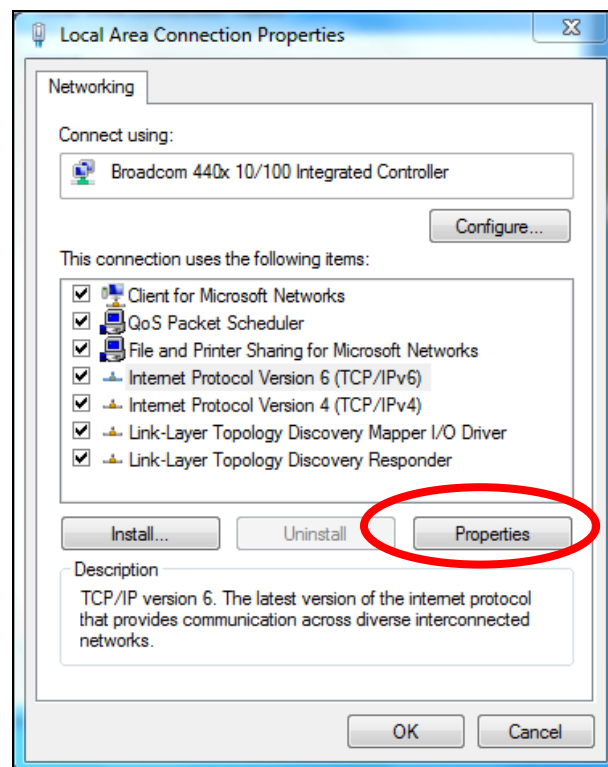 Local Area Connection Properties
Networking
Connect using:
Broadcom 440x 10/100 Integrated Controller
Configure...
This connection uses the following items:
Client for Microsoft Networks
QoS Packet Scheduler
File and Printer Sharing for Microsoft Networks
Internet Protocol Version 6 (TCP/IPv6)
Internet Protocol Version 4 (TCP/IPv4)
Link-Layer Topology Discovery Mapper I/O Driver
Link-Layer Topology Discovery Responder
Install... Uninstall Properties
Description
TCP/IP version 6. The latest version of the internet protocol
that provides communication across diverse interconnected
networks.
OK Cancel